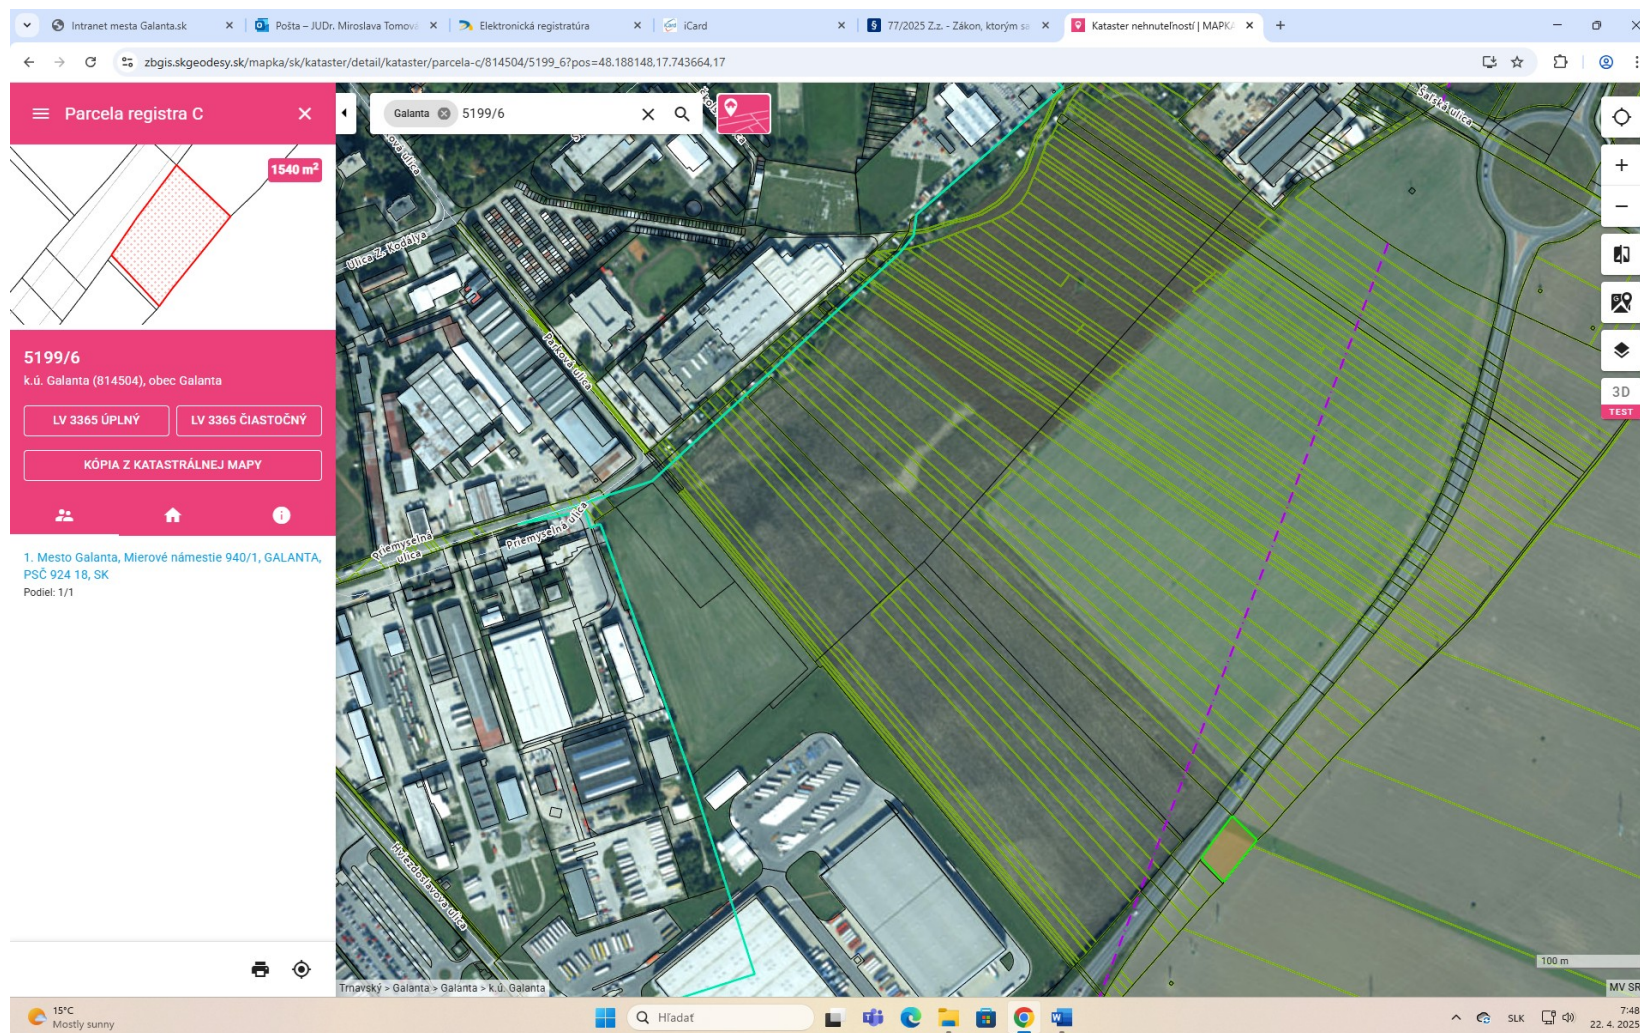 Intranet mesta Galanta.sk
Pošta – JUDr. Miroslava Tomová
Elektronická registratúra
iCard
77/2025 Z.z. - Zákon, ktorým sa
Kataster nehnuteľností | MAPKA
zbgis.skgeodesy.sk/mapka/sk/kataster/detail/kataster/parcela-c/814504/5199_6?pos=48.188148,17.743664,17
Parcela registra C
Galanta
5199/6
1540 m²
5199/6
k.ú. Galanta (814504), obec Galanta
LV 3365 ÚPLNÝ
LV 3365 ČIASTOČNÝ
KÓPIA Z KATASTRÁLNEJ MAPY
1. Mesto Galanta, Mierové námestie 940/1, GALANTA,
PSČ 924 18, SK
Podiel: 1/1
Šafská ulica
Ulica Z. Kodálya
Parková ulica
Priemyselná
ulica
Priemyselná ulica
Hviezdoslavova ulica
3D
TEST
100 m
Trnavský > Galanta > Galanta > k.ú. Galanta
MV SR
15°C
Mostly sunny
Hľadať
SLK
7:48
22. 4. 2025